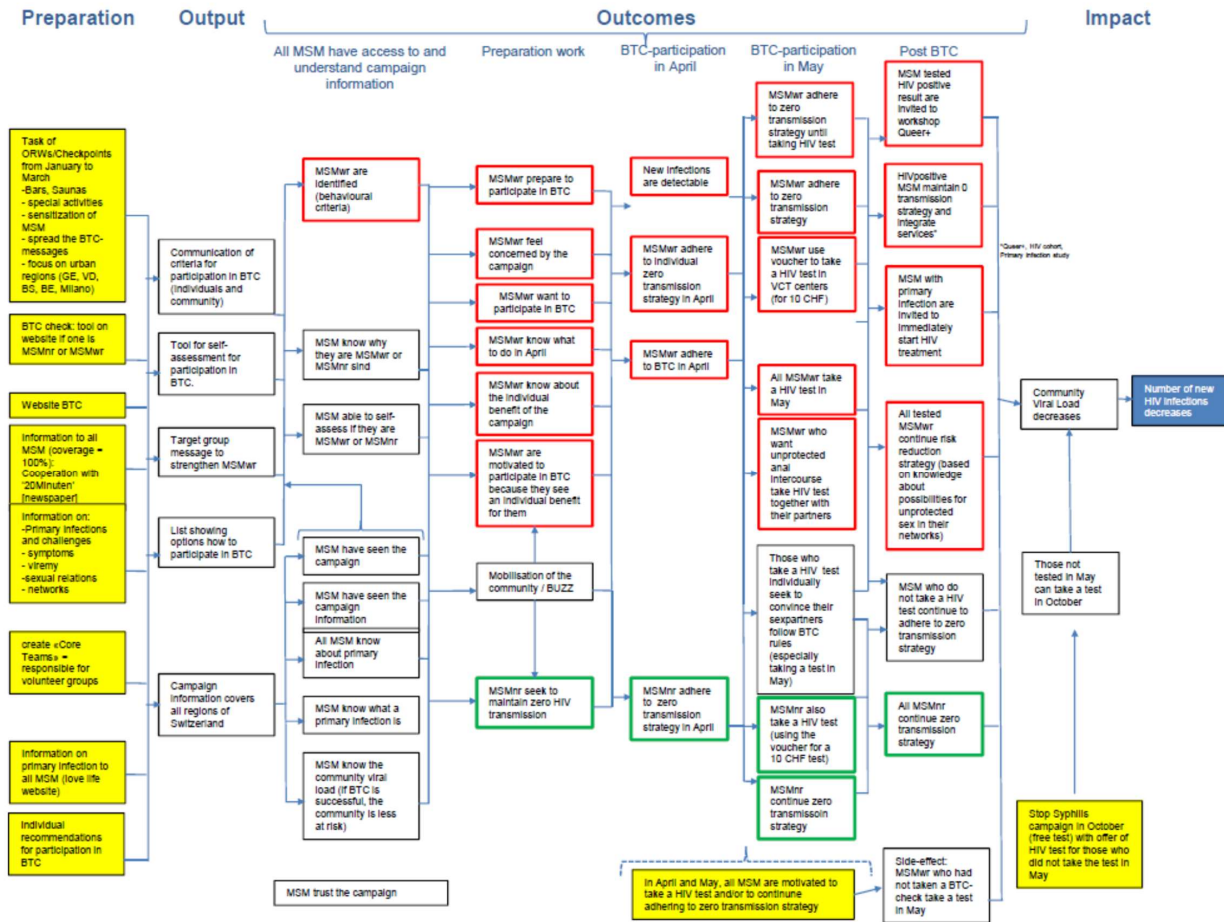 Preparation
Output
Outcomes
Impact
All MSM have access to and
understand campaign
information
Preparation work
BTC-participation
in April
BTC-participation
in May
Post BTC
Task of
ORWs/Checkpoints
from January to
March
-Bars, Saunas
- special activities
- sensitization of
MSM
- spread the BTC-
messages
- focus on urban
regions (GE, VD,
BS, BE, Milano)
BTC check: tool on
website if one is
MSMnr or MSMwr
Website BTC
Information to all
MSM (coverage =
100%):
Cooperation with
'20Minuten'
[newspaper]
Information on:
-Primary infections
and challenges
- symptoms
- viremy
-sexual relations
- networks
create «Core
Teams» =
responsible for
volunteer groups
Information on
primary infection to
all MSM (love life
website)
Individual
recommendations
for participation in
BTC
Communication of
criteria for
participation in BTC
(individuals and
community)
Tool for self-
assessment for
participation in
BTC.
Target group
message to
strengthen MSMwr
List showing
options how to
participate in BTC
Campaign
information covers
all regions of
Switzerland
MSMwr are
identified
(behavioural
criteria)
MSM know why
they are MSMwr or
MSMnr sind
MSM able to self-
assess if they are
MSMwr or MSMnr
MSM have seen the
campaign
MSM have seen the
campaign
information
All MSM know
about primary
infection
MSM know what a
primary infection is
MSM know the
community viral
load (if BTC is
successful, the
community is less
at risk)
MSM trust the campaign
MSMwr prepare to
participate in BTC
MSMwr feel
concerned by the
campaign
MSMwr want to
participate in BTC
MSMwr know what
to do in April
MSMwr know about
the individual
benefit of the
campaign
MSMwr are
motivated to
participate in BTC
because they see
an individual benefit
for them
Mobilisation of the
community / BUZZ
MSMnr seek to
maintain zero HIV
transmission
New infections
are detectable
MSMwr adhere
to individual
zero
transmission
strategy in April
MSMwr adhere
to BTC in April
MSMnr adhere
to zero
transmission
strategy in April
MSMwr adhere
to zero
transmission
strategy until
taking HIV test
MSMwr adhere
to zero
transmission
strategy
MSMwr use
voucher to take
a HIV test in
VCT centers
(for 10 CHF)
All MSMwr take
a HIV test in
May
MSMwr who
want
unprotected
anal
intercourse
take HIV test
together with
their partners
Those who
take a HIV test
individually
seek to
convince their
sexpartners
follow BTC
rules
(especially
taking a test in
May)
MSMnr also
take a HIV test
(using the
voucher for a
10 CHF test)
MSMnr
continue zero
transmissoin
strategy
In April and May, all MSM are motivated to
take a HIV test and/or to contiunune
adhering to zero transmission strategy
MSM tested
HIV positive
result are
invited to
workshop
Queer+
HIVpositive
MSM maintain 0
transmission
strategy and
integrate
services*
MSM with
primary
infection are
invited to
immediately
start HIV
treatment
All tested
MSMwr
continue risk
reduction
strategy (based
on knowledge
about
possibilities for
unprotected
sex in their
networks)
MSM who do
not take a HIV
test continue to
adhere to zero
transmission
strategy
All MSMnr
continue zero
transmission
strategy
Side-effect:
MSMwr who had
not taken a BTC-
check take a test
in May
*Queer+, HIV cohort,
Primary infection study
Community
Viral Load
decreases
Number of new
HIV infections
decreases
Those not
tested in May
can take a test
in October
Stop Syphilis
campaign in October
(free test) with offer of
HIV test for those who
did not take the test in
May